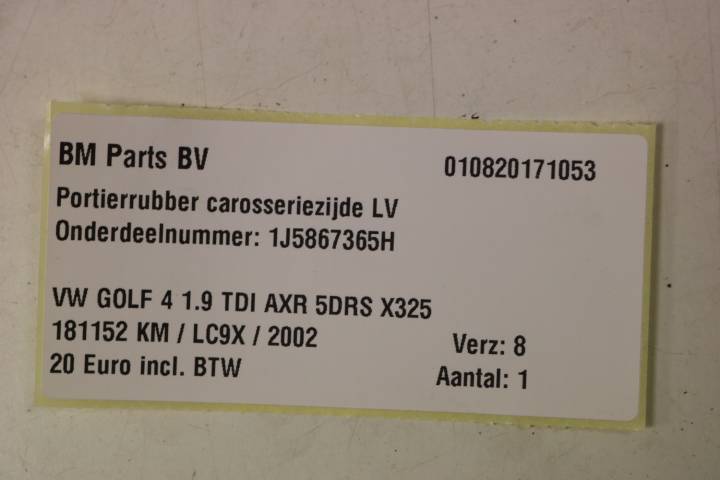 BM Parts BV 010820171053
Portierrubber carosseriezijde LV
Onderdeelnummer: 1J5867365H
VW GOLF 4 1.9 TDI AXR 5DRS X325
181152 KM / LC9X / 2002 Verz: 8
20 Euro incl. BTW Aantal: 1